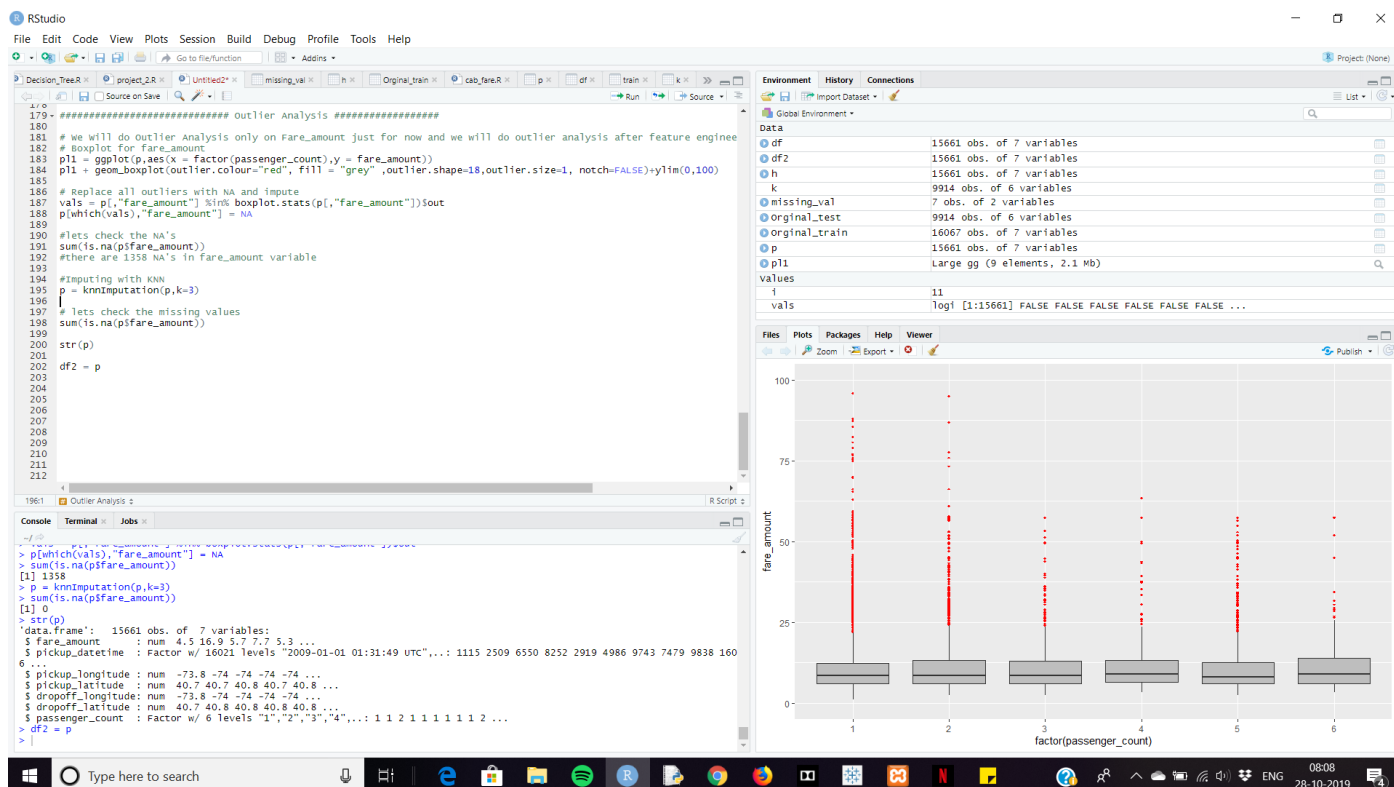 RStudio
File Edit Code View Plots Session Build Debug Profile Tools Help
Go to file/function Addins Project: (None)
Decision_Tree.R project_2.R Untitled2* missing_val h Orginal_train cab_fare.R p df train k
Source on Save Run Source
178
179 ############################ Outlier Analysis #################
180
181 # We Will do Outlier Analysis only on Fare_amount just for now and we will do outlier analysis after feature enginee
182 # Boxplot for fare_amount
183 pl1 = ggplot(p,aes(x = factor(passenger_count),y = fare_amount))
184 pl1 + geom_boxplot(outlier.colour="red", fill = "grey" ,outlier.shape=18,outlier.size=1, notch=FALSE)+ylim(0,100)
185
186 # Replace all outliers with NA and impute
187 vals = p[,"fare_amount"] %in% boxplot.stats(p[,"fare_amount"])$out
188 p[which(vals),"fare_amount"] = NA
189
190 #lets check the NA's
191 sum(is.na(p$fare_amount))
192 #there are 1358 NA's in fare_amount variable
193
194 #Imputing with KNN
195 p = knnImputation(p,k=3)
196
197 # lets check the missing values
198 sum(is.na(p$fare_amount))
199
200 str(p)
201
202 df2 = p
203
204
205
206
207
208
209
210
211
212
196:1 Outlier Analysis R Script
Console Terminal Jobs
~/
> vals = p[,"fare_amount"] %in% boxplot.stats(p[,"fare_amount"])$out
> p[which(vals),"fare_amount"] = NA
> sum(is.na(p$fare_amount))
[1] 1358
> p = knnImputation(p,k=3)
> sum(is.na(p$fare_amount))
[1] 0
> str(p)
'data.frame': 15661 obs. of 7 variables:
$ fare_amount : num 4.5 16.9 5.7 7.7 5.3 ...
$ pickup_datetime : Factor w/ 16021 levels "2009-01-01 01:31:49 UTC",..: 1115 2509 6550 8252 2919 4986 9743 7479 9838 160
6 ...
$ pickup_longitude : num -73.8 -74 -74 -74 -74 ...
$ pickup_latitude : num 40.7 40.7 40.8 40.7 40.8 ...
$ dropoff_longitude: num -73.8 -74 -74 -74 -74 ...
$ dropoff_latitude : num 40.7 40.8 40.8 40.8 40.8 ...
$ passenger_count : Factor w/ 6 levels "1","2","3","4",..: 1 1 2 1 1 1 1 1 1 2 ...
> df2 = p
>
Environment History Connections
Import Dataset List
Global Environment
Data
df 15661 obs. of 7 variables
df2 15661 obs. of 7 variables
h 15661 obs. of 7 variables
k 9914 obs. of 6 variables
missing_val 7 obs. of 2 variables
Orginal_test 9914 obs. of 6 variables
Orginal_train 16067 obs. of 7 variables
p 15661 obs. of 7 variables
pl1 Large gg (9 elements, 2.1 Mb)
Values
i 11
vals logi [1:15661] FALSE FALSE FALSE FALSE FALSE FALSE ...
Files Plots Packages Help Viewer
Zoom Export Publish
100
75
50
25
0
fare_amount
1 2 3 4 5 6
factor(passenger_count)
Type here to search
ENG
08:08
28-10-2019
4